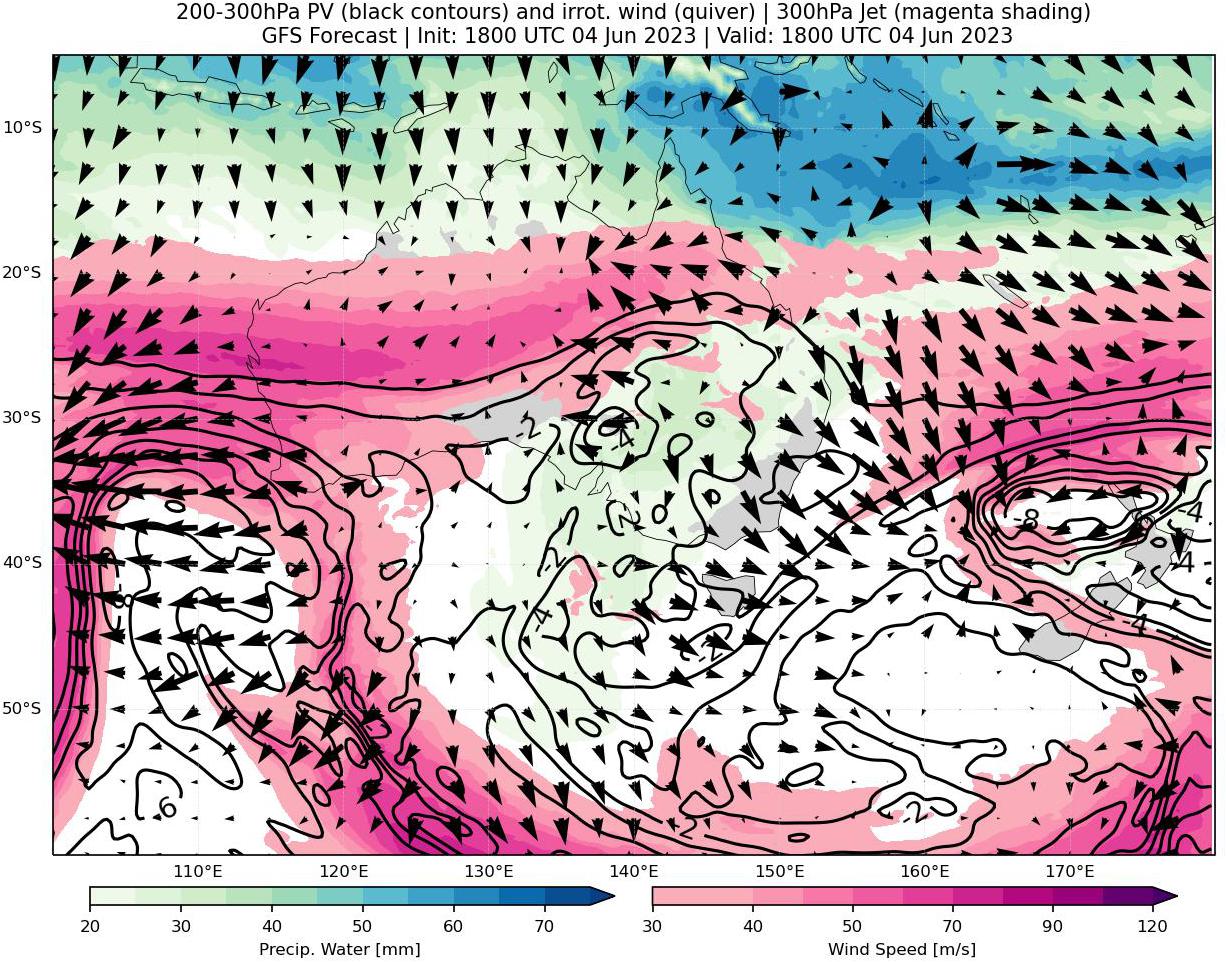 200-300hPa PV (black contours) and irrot. wind (quiver) | 300hPa Jet (magenta shading)
GFS Forecast | Init: 1800 UTC 04 Jun 2023 | Valid: 1800 UTC 04 Jun 2023
10°S
20°S
30°S
40°S
50°S
-2
-4
-8
-4
-4
-2
-4
-2
-4
-2
-2
110°E 120°E 130°E 140°E 150°E 160°E 170°E
20 30 40 50 60 70
Precip. Water [mm]
30 40 50 70 90 120
Wind Speed [m/s]